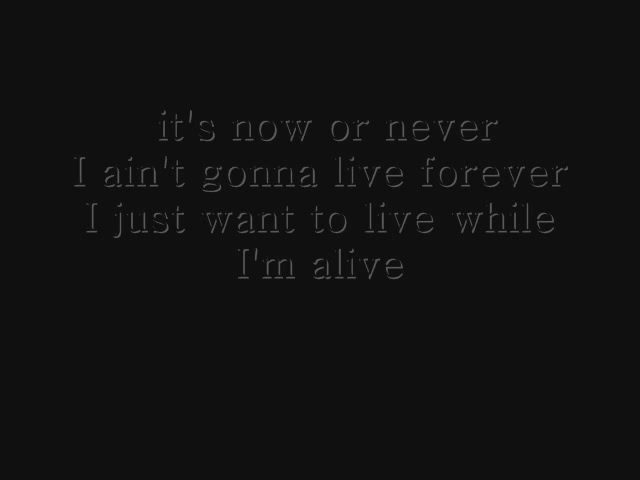 it's now or never
I ain't gonna live forever
I just want to live while
I'm alive